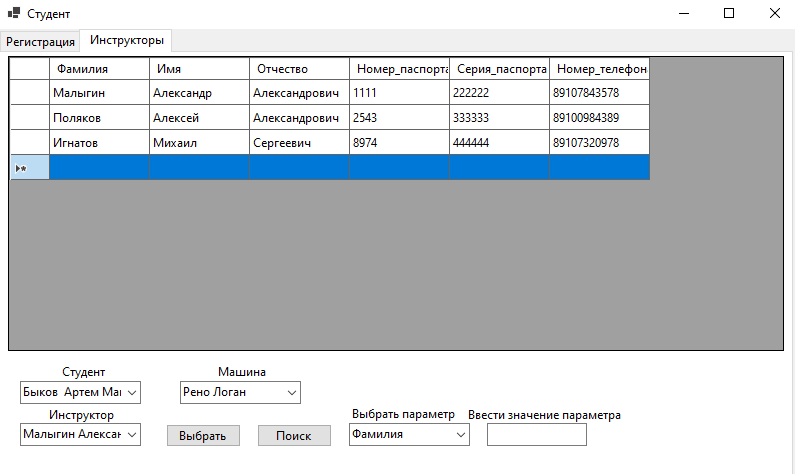 Студент
Регистрация Инструкторы
Фамилия Имя Отчество Номер_паспорта Серия_паспорта Номер_телефон
Малыгин Александр Александрович 1111 222222 89107843578
Поляков Алексей Александрович 2543 333333 89100984389
Игнатов Михаил Сергеевич 8974 444444 89107320978
Студент Машина
Быков Артем Маг Рено Логан
Инструктор Выбрать параметр Ввести значение параметра
Малыгин Алексан Выбрать Поиск Фамилия